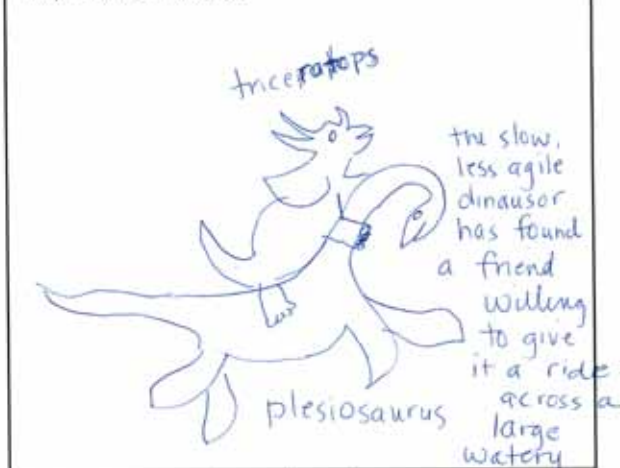 triceratops
the slow,
less agile
dinausor
has found
a friend
willing
to give
it a ride
across a
large
watery
plesiosaurus